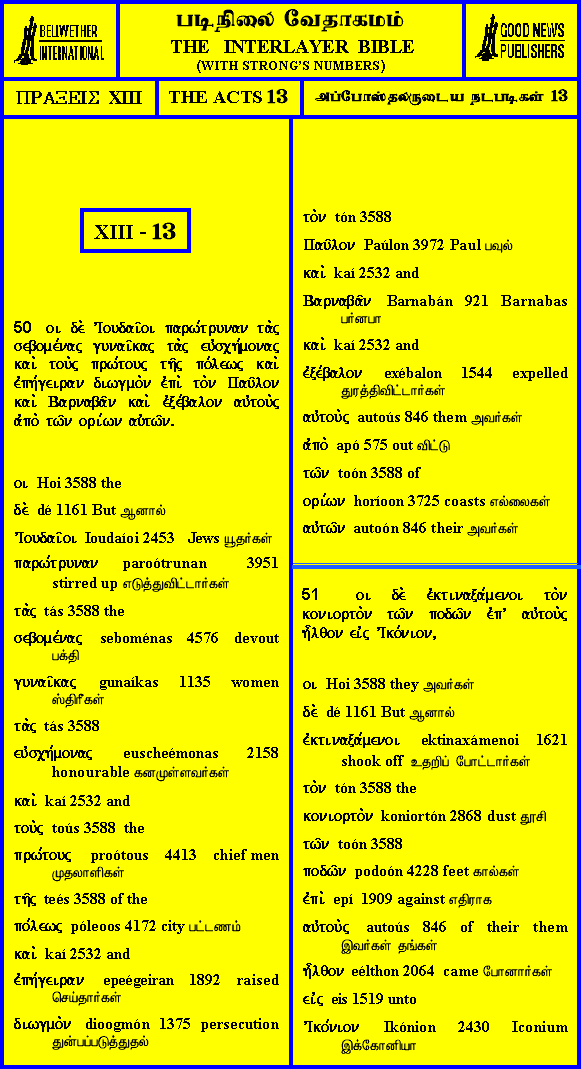 BELLWETHER
INTERNATIONAL
படிநிலை வேதாகமம்
THE INTERLAYER BIBLE
(WITH STRONG'S NUMBERS)
GOOD NEWS
PUBLISHERS
ΠΡΑΞΕΙΣ XIII
THE ACTS 13
அப்போஸ்தலருடைய நடபடிகள் 13
XIII - 13
50 οι δὲ Ἰουδαῖοι παρώτρυναν τὰς
σεβομένας γυναῖκας τὰς εὐσχήμονας
καὶ τοὺς πρώτους τῆς πόλεως καὶ
ἐπήγειραν διωγμὸν ἐπὶ τὸν Παῦλον
καὶ Βαρναβᾶν καὶ ἐξέβαλον αὐτοὺς
ἀπὸ τῶν ορίων αὐτῶν.
οι Hoi 3588 the
δὲ dé 1161 But ஆனால்
Ἰουδαῖοι Ioudaíoi 2453 Jews யூதர்கள்
παρώτρυναν paroótrunan 3951
stirred up எடுத்துவிட்டார்கள்
τὰς tás 3588 the
σεβομένας seboménas 4576 devout
பக்தி
γυναῖκας gunaíkas 1135 women
ஸ்திரீகள்
τὰς tás 3588
εὐσχήμονας euscheémonas 2158
honourable கனமுள்ளவர்கள்
καὶ kaí 2532 and
τοὺς toús 3588 the
πρώτους proótous 4413 chief men
முதலாளிகள்
τῆς teés 3588 of the
πόλεως póleoos 4172 city பட்டணம்
καὶ kaí 2532 and
ἐπήγειραν epeégeiran 1892 raised
செய்தார்கள்
διωγμὸν dioogmón 1375 persecution
துன்பப்படுத்துதல்
τὸν tón 3588
Παῦλον Paúlon 3972 Paul பவுல்
καὶ kaí 2532 and
Βαρναβᾶν Barnabán 921 Barnabas
பர்னபா
καὶ kaí 2532 and
ἐξέβαλον exébalon 1544 expelled
துரத்திவிட்டார்கள்
αὐτοὺς autoús 846 them அவர்கள்
ἀπὸ apó 575 out விட்டு
τῶν toón 3588 of
ορίων horíoon 3725 coasts எல்லைகள்
αὐτῶν autoón 846 their அவர்கள்
51 οι δὲ ἐκτιναξάμενοι τὸν
κονιορτὸν τῶν ποδῶν ἐπ' αὐτοὺς
ἦλθον εἰς Ἰκόνιον,
οι Hoi 3588 they அவர்கள்
δὲ dé 1161 But ஆனால்
ἐκτιναξάμενοι ektinaxámenoi 1621
shook off உதறிப் போட்டார்கள்
τὸν tón 3588 the
κονιορτὸν koniortón 2868 dust தூசி
τῶν toón 3588
ποδῶν podoón 4228 feet கால்கள்
ἐπὶ epí 1909 against எதிராக
αὐτοὺς autoús 846 of their them
இவர்கள் தங்கள்
ἦλθον eélthon 2064 came போனார்கள்
εἰς eis 1519 unto
Ἰκόνιον Ikónion 2430 Iconium
இக்கோனியா